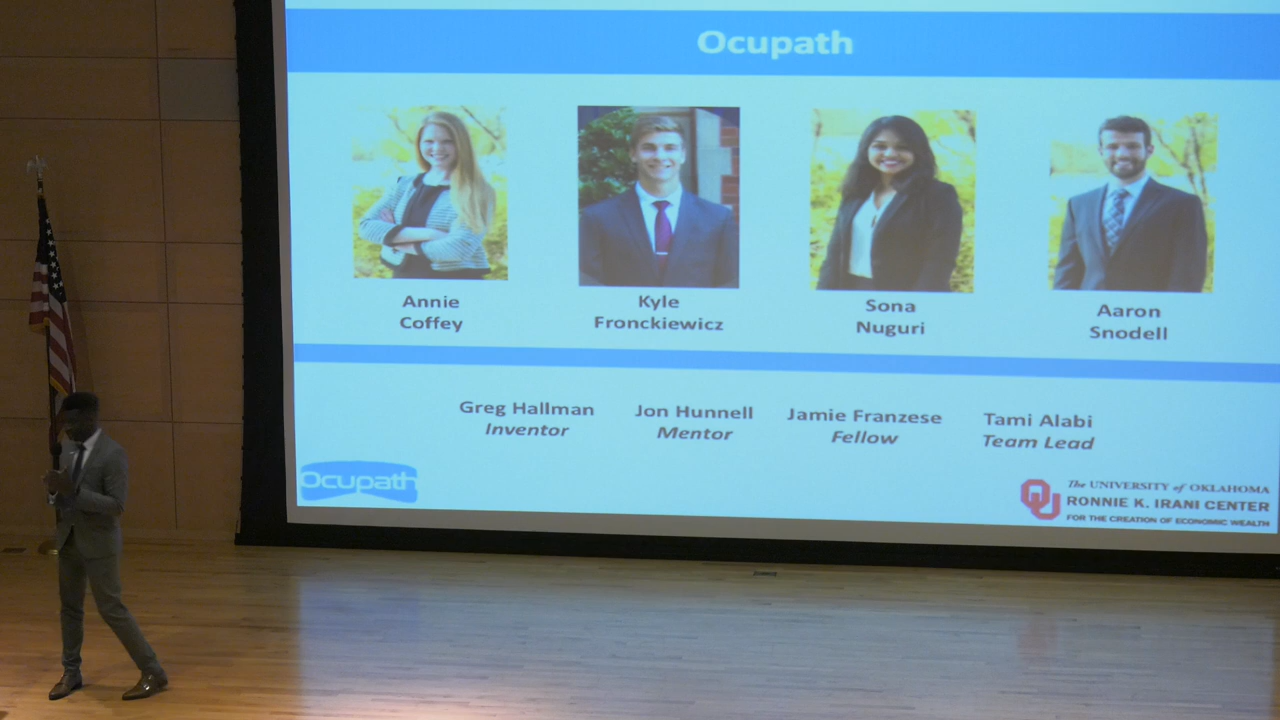 Ocupath
Annie
Coffey
Kyle
Fronckiewicz
Sona
Nuguri
Aaron
Snodell
Greg Hallman
Inventor
Jon Hunnell
Mentor
Jamie Franzese
Fellow
Tami Alabi
Team Lead
Ocupath
OU
The UNIVERSITY of OKLAHOMA
RONNIE K. IRANI CENTER
FOR THE CREATION OF ECONOMIC WEALTH